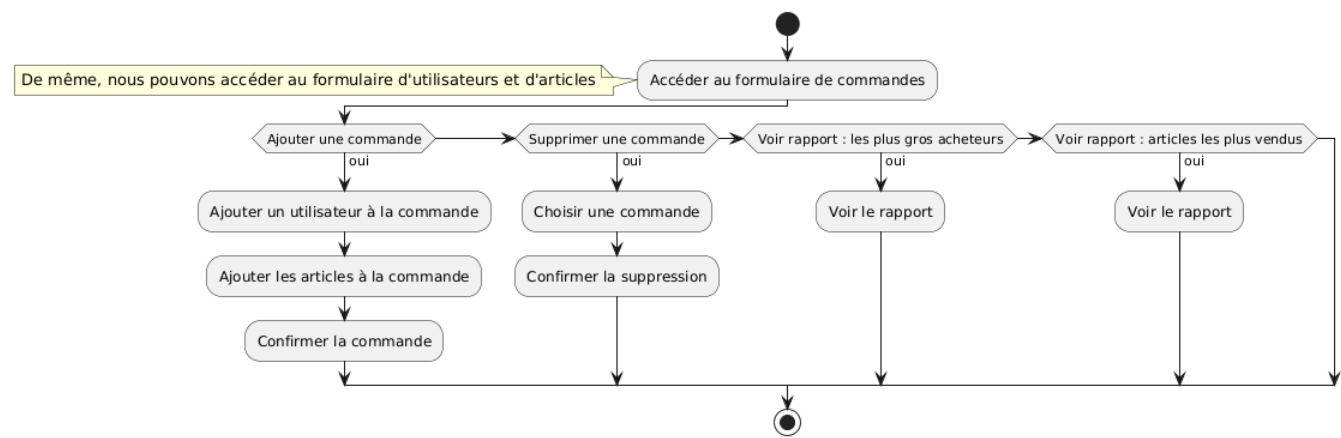 De même, nous pouvons accéder au formulaire d'utilisateurs et d'articles
Accéder au formulaire de commandes
Ajouter une commande
Supprimer une commande
Voir rapport : les plus gros acheteurs
Voir rapport : articles les plus vendus
oui
oui
oui
oui
Ajouter un utilisateur à la commande
Choisir une commande
Voir le rapport
Voir le rapport
Ajouter les articles à la commande
Confirmer la suppression
Confirmer la commande